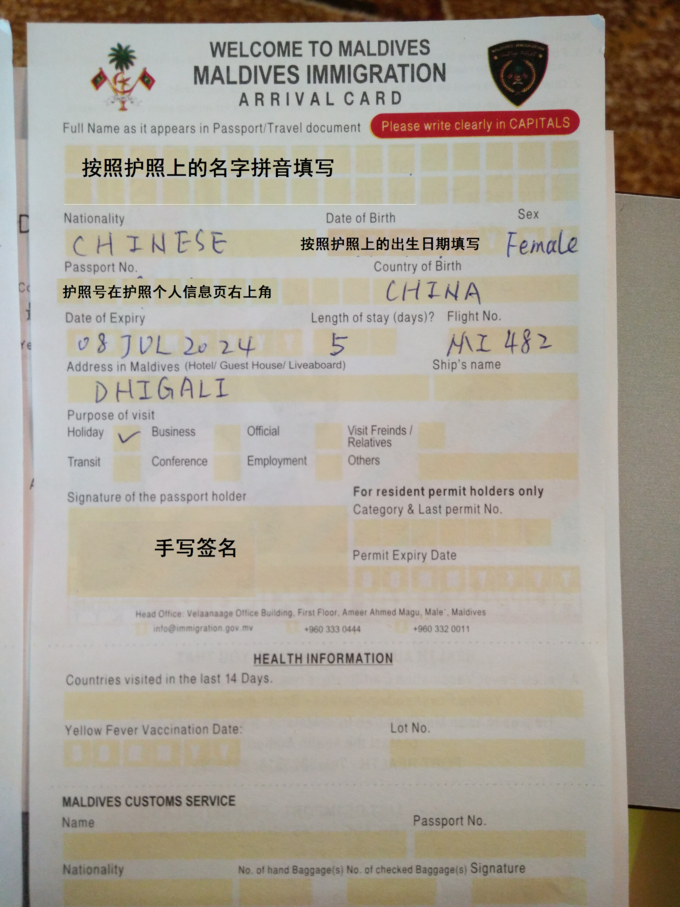 WELCOME TO MALDIVES
MALDIVES IMMIGRATION
ARRIVAL CARD
Full Name as it appears in Passport/Travel document Please write clearly in CAPITALS
按照护照上的名字拼音填写
Nationality Date of Birth Sex
CHINESE 按照护照上的出生日期填写 Female
Passport No. Country of Birth
护照号在护照个人信息页右上角 CHINA
Date of Expiry Length of stay (days)? Flight No.
08 JUL 2024 5 MI 482
Address in Maldives (Hotel/ Guest House/ Liveaboard) Ship's name
DHIGALI
Purpose of visit
Holiday ✓ Business Official Visit Freinds / Relatives
Transit Conference Employment Others
Signature of the passport holder For resident permit holders only
Category & Last permit No.
手写签名
Permit Expiry Date
Head Office: Velaanaage Office Building, First Floor, Ameer Ahmed Magu, Male', Maldives
info@immigration.gov.mv +960 333 0444 +960 332 0011
HEALTH INFORMATION
Countries visited in the last 14 Days.
Yellow Fever Vaccination Date: Lot No.
MALDIVES CUSTOMS SERVICE
Name Passport No.
Nationality No. of hand Baggage(s) No. of checked Baggage(s) Signature